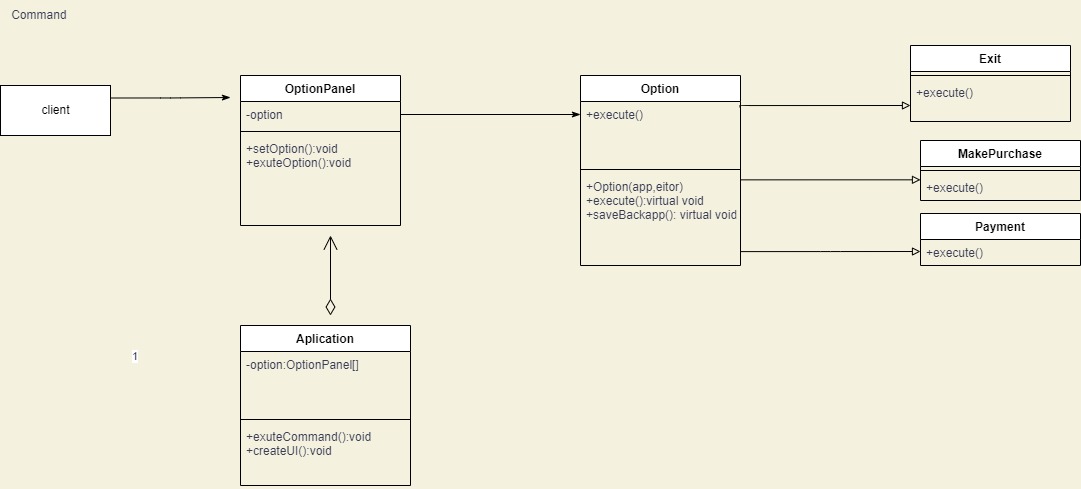 Command
client
OptionPanel
-option
+setOption():void
+exuteOption():void
Option
+execute()
+Option(app,eitor)
+execute():virtual void
+saveBackapp(): virtual void
Exit
+execute()
MakePurchase
+execute()
Payment
+execute()
Aplication
-option:OptionPanel[]
+exuteCommand():void
+createUI():void
1